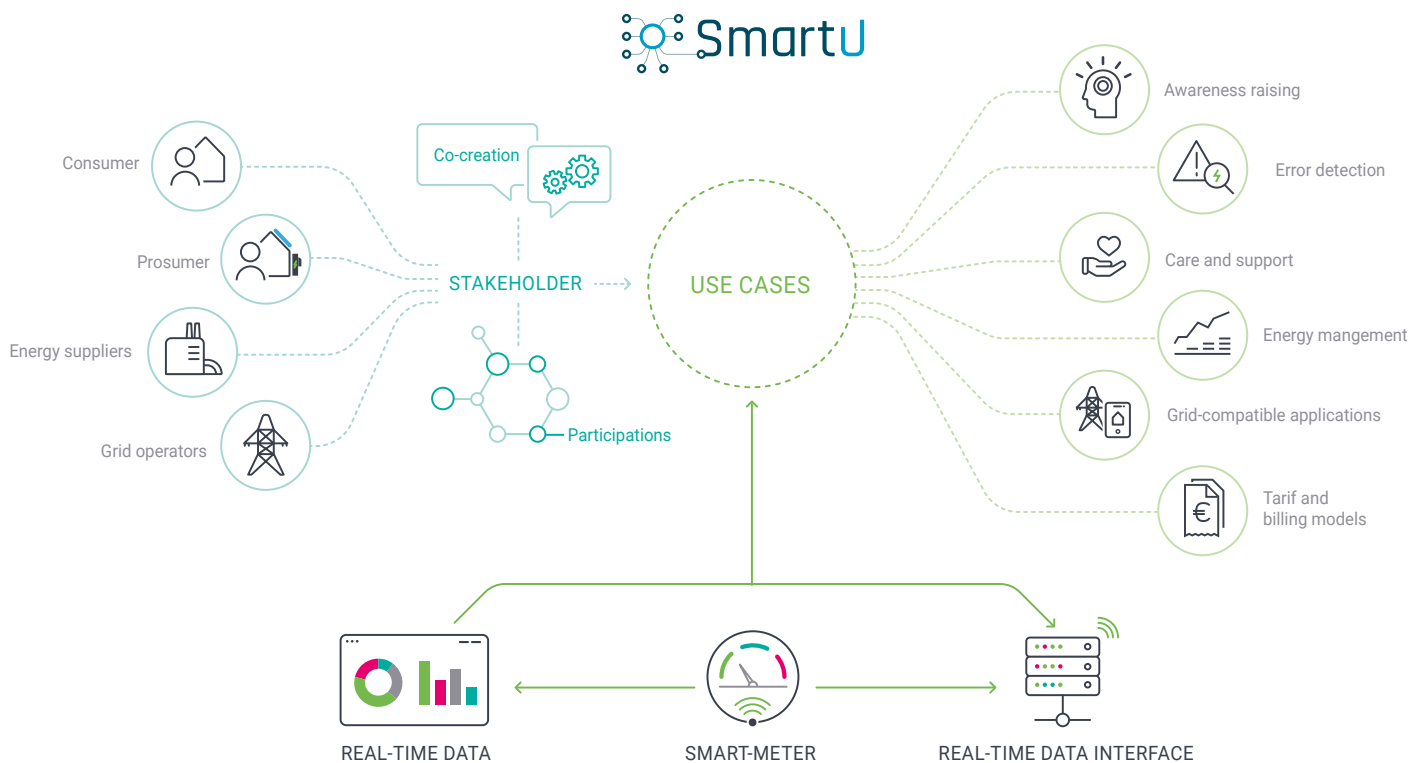 SmartU
Consumer
Prosumer
Energy suppliers
Grid operators
Co-creation
STAKEHOLDER
Participations
USE CASES
Awareness raising
Error detection
Care and support
Energy mangement
Grid-compatible applications
€
Tarif and
billing models
REAL-TIME DATA
SMART-METER
REAL-TIME DATA INTERFACE